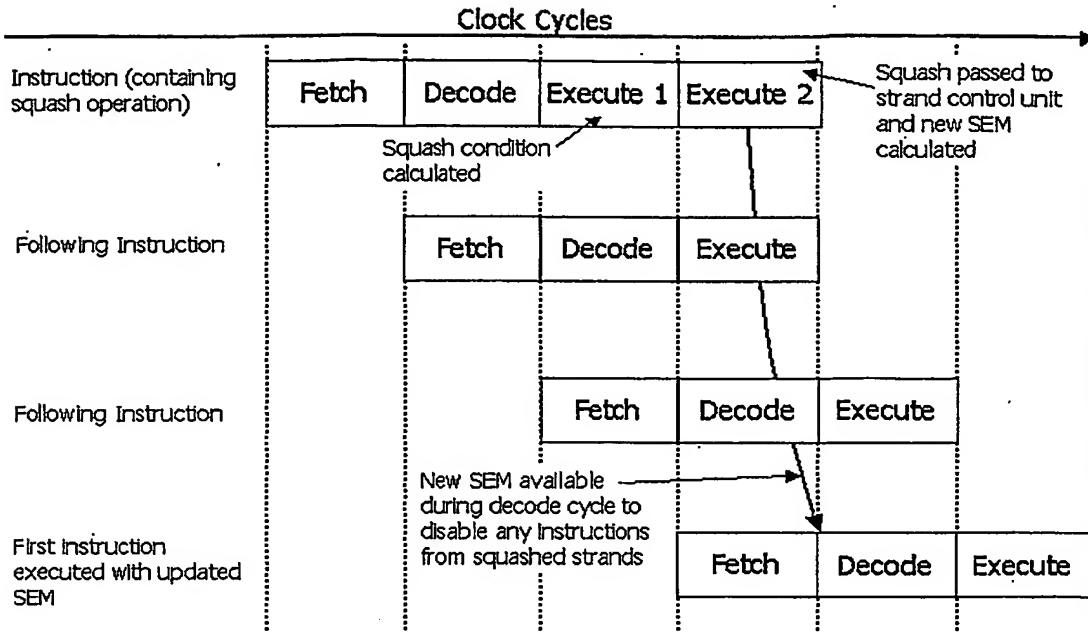 Clock Cycles
Instruction (containing
squash operation)
Fetch
Decode
Execute 1
Execute 2
Squash passed to
strand control unit
and new SEM
calculated
Squash condition
calculated
Following Instruction
Fetch
Decode
Execute
Following Instruction
Fetch
Decode
Execute
New SEM available
during decode cycle to
disable any instructions
from squashed strands
First instruction
executed with updated
SEM
Fetch
Decode
Execute